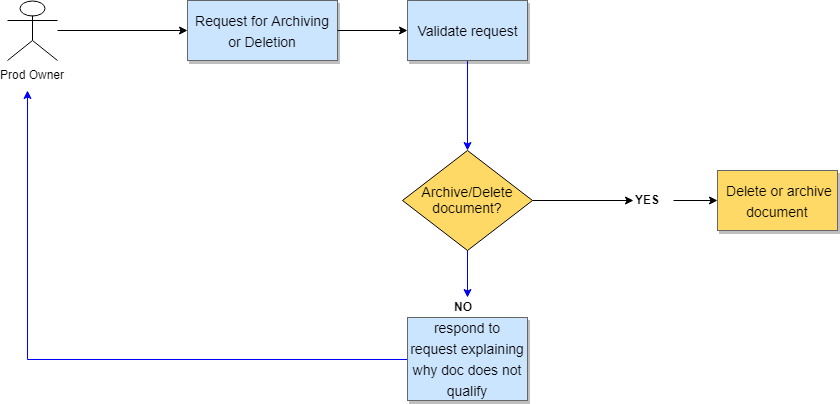 Request for Archiving
or Deletion
Validate request
Prod Owner
Archive/Delete
document?
YES
Delete or archive
document
NO
respond to
request explaining
why doc does not
qualify